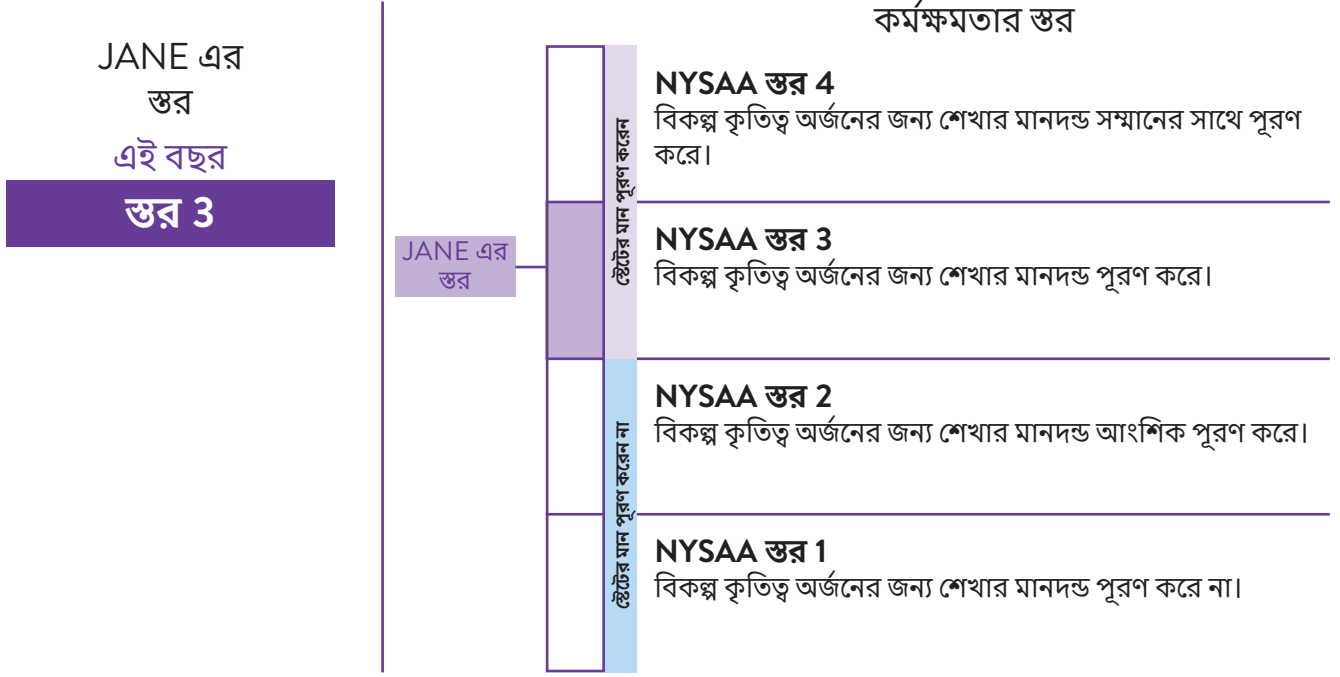 JANE এর
স্তর
এই বছর
স্তর 3
কর্মক্ষমতার স্তর
JANE এর
স্তর
স্টেটের মান পূরণ করেন
NYSAA স্তর 4
বিকল্প কৃতিত্ব অর্জনের জন্য শেখার মানদন্ড সম্মানের সাথে পূরণ
করে।
NYSAA স্তর 3
বিকল্প কৃতিত্ব অর্জনের জন্য শেখার মানদন্ড পূরণ করে।
স্টেটের মান পূরণ করেন না
NYSAA স্তর 2
বিকল্প কৃতিত্ব অর্জনের জন্য শেখার মানদন্ড আংশিক পূরণ করে।
NYSAA স্তর 1
বিকল্প কৃতিত্ব অর্জনের জন্য শেখার মানদন্ড পূরণ করে না।